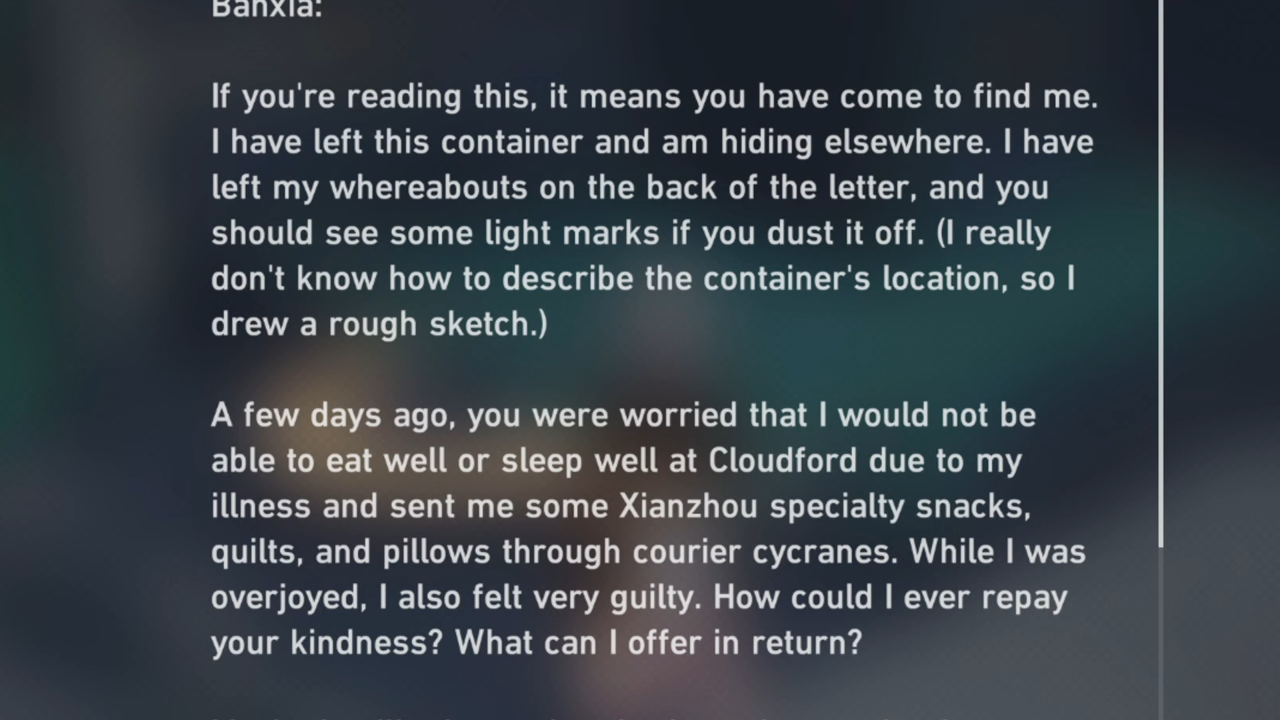 Banxia:
If you're reading this, it means you have come to find me.
I have left this container and am hiding elsewhere. I have
left my whereabouts on the back of the letter, and you
should see some light marks if you dust it off. (I really
don't know how to describe the container's location, so I
drew a rough sketch.)
A few days ago, you were worried that I would not be
able to eat well or sleep well at Cloudford due to my
illness and sent me some Xianzhou specialty snacks,
quilts, and pillows through courier cycranes. While I was
overjoyed, I also felt very guilty. How could I ever repay
your kindness? What can I offer in return?